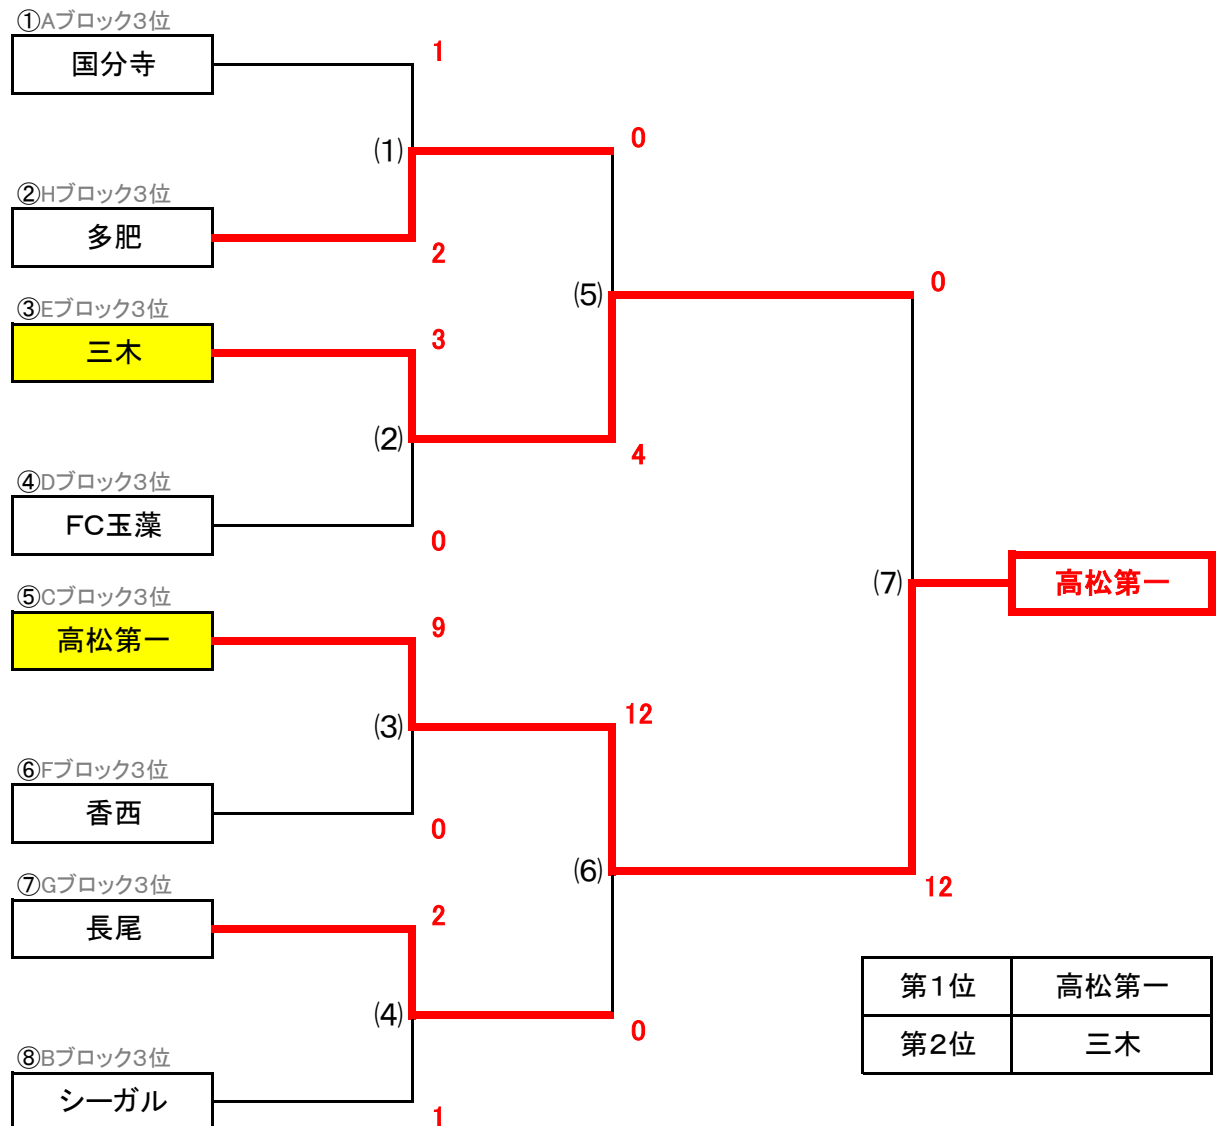 ①Aブロック3位
国分寺
1
(1)
0
②Hブロック3位
多肥
2
③Eブロック3位
三木
3
(5)
0
(2)
4
④Dブロック3位
FC玉藻
0
⑤Cブロック3位
高松第一
9
(7)
高松第一
(3)
12
⑥Fブロック3位
香西
0
(6)
12
⑦Gブロック3位
長尾
2
(4)
0
⑧Bブロック3位
シーガル
1
第1位 高松第一
第2位 三木